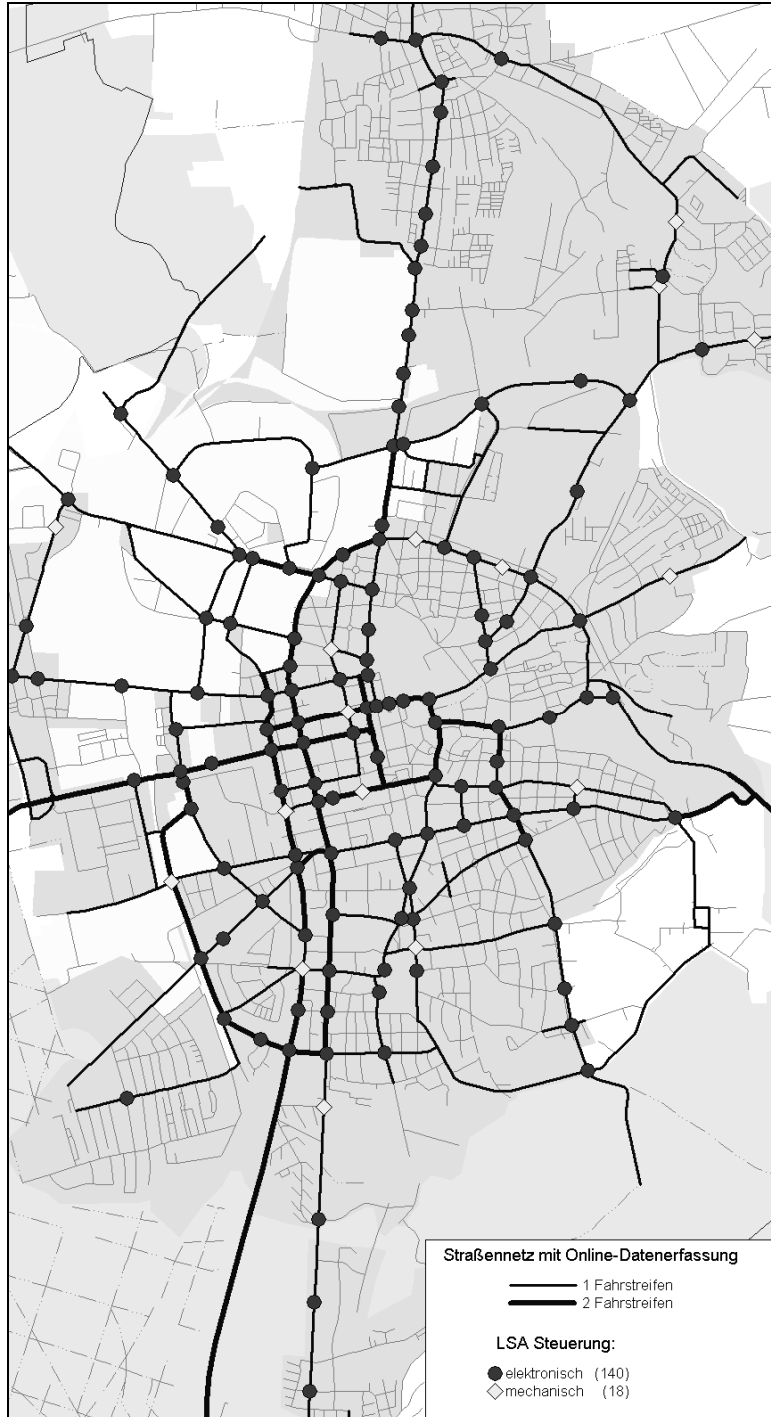 Straßennetz mit Online-Datenerfassung
1 Fahrstreifen
2 Fahrstreifen
LSA Steuerung:
elektronisch (140)
mechanisch (18)